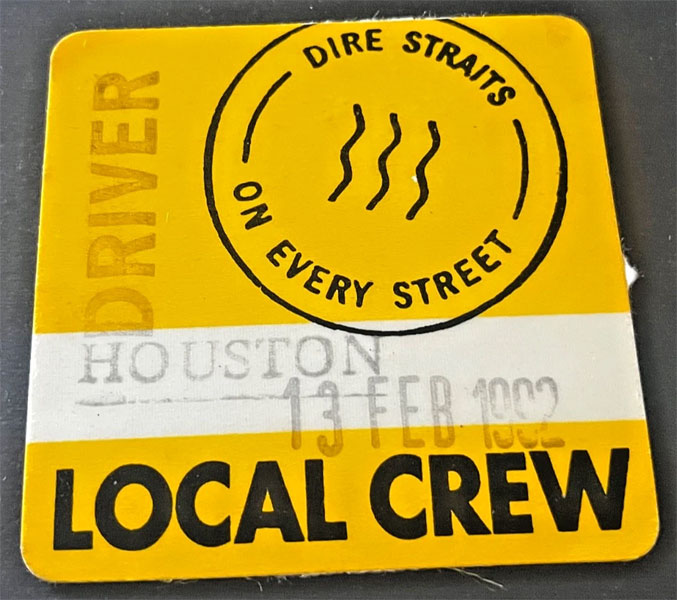 DIRE STRAITS
ON EVERY STREET
DRIVER
HOUSTON
13 FEB 1992
LOCAL CREW